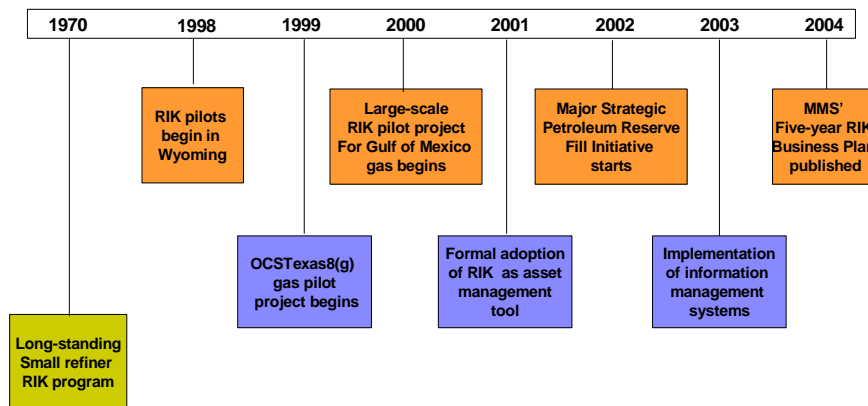 1970 1998 1999 2000 2001 2002 2003 2004
RIK pilots
begin in
Wyoming
Large-scale
RIK pilot project
For Gulf of Mexico
gas begins
Major Strategic
Petroleum Reserve
Fill Initiative
starts
MMS’
Five-year RIK
Business Plan
published
OCSTexas8(g)
gas pilot
project begins
Formal adoption
of RIK as asset
management
tool
Implementation
of information
management
systems
Long-standing
Small refiner
RIK program